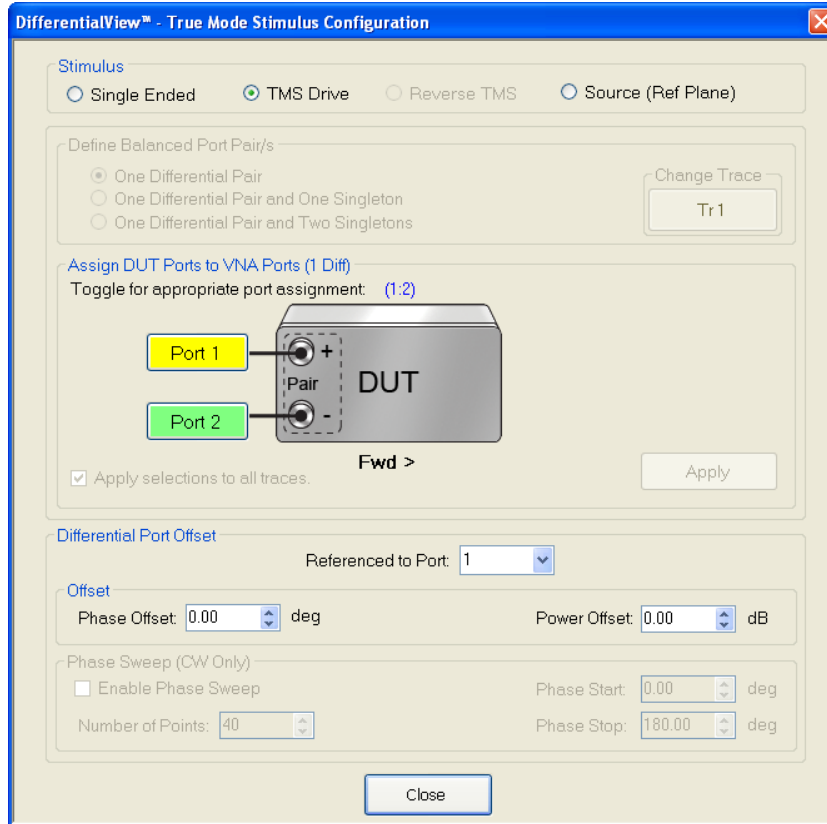 DifferentialView™ - True Mode Stimulus Configuration
Stimulus
Single Ended TMS Drive Reverse TMS Source (Ref Plane)
Define Balanced Port Pair/s
One Differential Pair
One Differential Pair and One Singleton
One Differential Pair and Two Singletons
Change Trace
Tr1
Assign DUT Ports to VNA Ports (1 Diff)
Toggle for appropriate port assignment: (1:2)
Port 1
+
Pair
DUT
Port 2
-
Fwd >
Apply selections to all traces.
Apply
Differential Port Offset
Referenced to Port: 1
Offset
Phase Offset: 0.00 deg
Power Offset: 0.00 dB
Phase Sweep (CW Only)
Enable Phase Sweep
Phase Start: 0.00 deg
Number of Points: 40
Phase Stop: 180.00 deg
Close